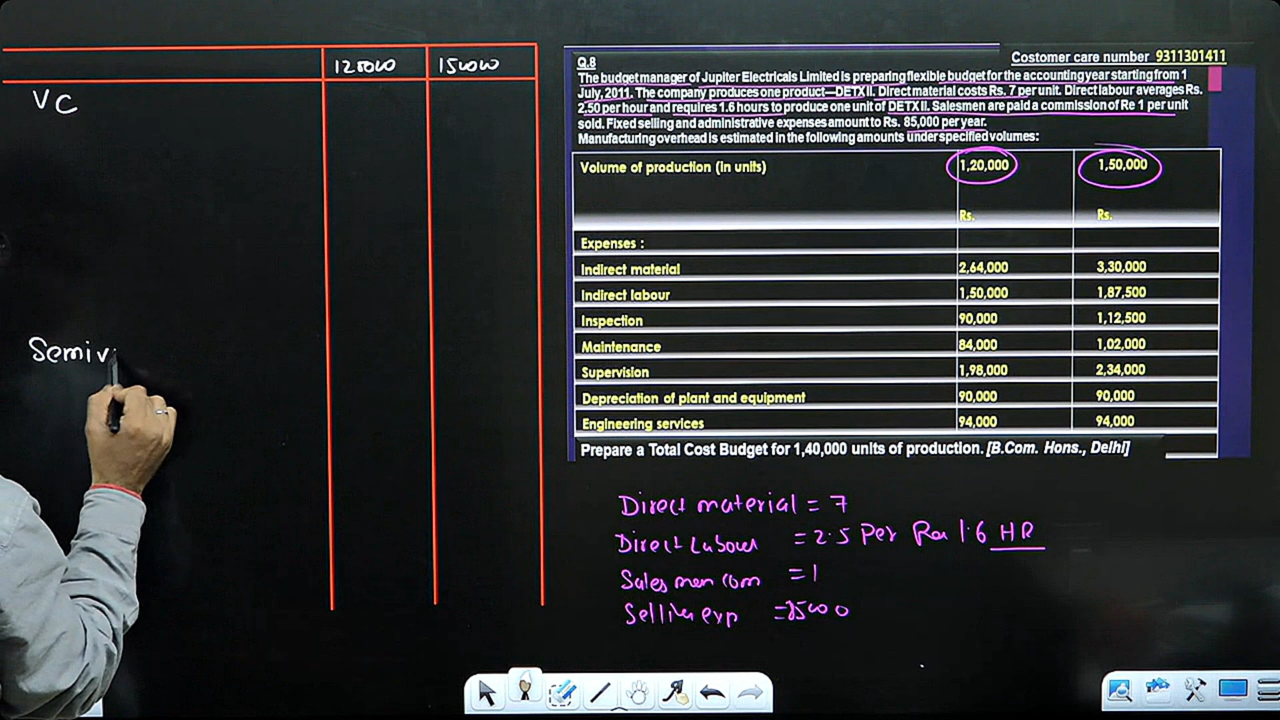 120000 150000
VC
Semiv
Costomer care number 9311301411
Q.8
The budget manager of Jupiter Electricals Limited is preparing flexible budget for the accounting year starting from 1
July, 2011. The company produces one product—DETX II. Direct material costs Rs. 7 per unit. Direct labour averages Rs.
2.50 per hour and requires 1.6 hours to produce one unit of DETX II. Salesmen are paid a commission of Re 1 per unit
sold. Fixed selling and administrative expenses amount to Rs. 85,000 per year.
Manufacturing overhead is estimated in the following amounts under specified volumes:
Volume of production (in units) 1,20,000 1,50,000
Rs. Rs.
Expenses :
Indirect material 2,64,000 3,30,000
Indirect labour 1,50,000 1,87,500
Inspection 90,000 1,12,500
Maintenance 84,000 1,02,000
Supervision 1,98,000 2,34,000
Depreciation of plant and equipment 90,000 90,000
Engineering services 94,000 94,000
Prepare a Total Cost Budget for 1,40,000 units of production. [B.Com. Hons., Delhi]
Direct material = 7
Direct Labour = 2.5 Per 1.6 HR
Sales men com = 1
exp = 85000